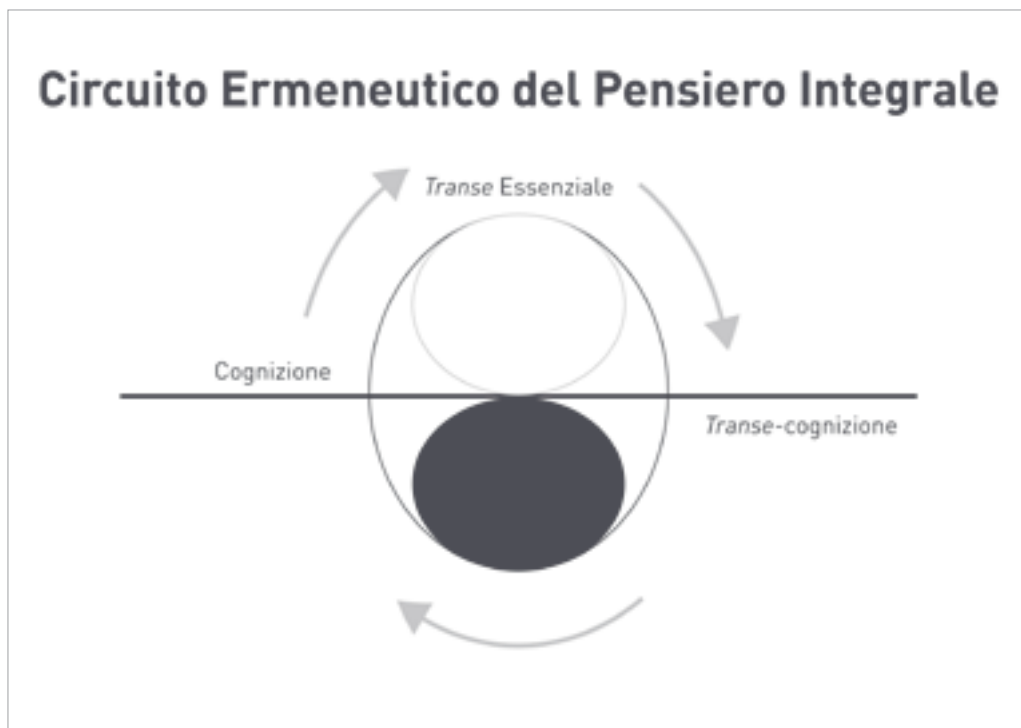 Circuito Ermeneutico del Pensiero Integrale
Transe Essenziale
Cognizione
Transe-cognizione